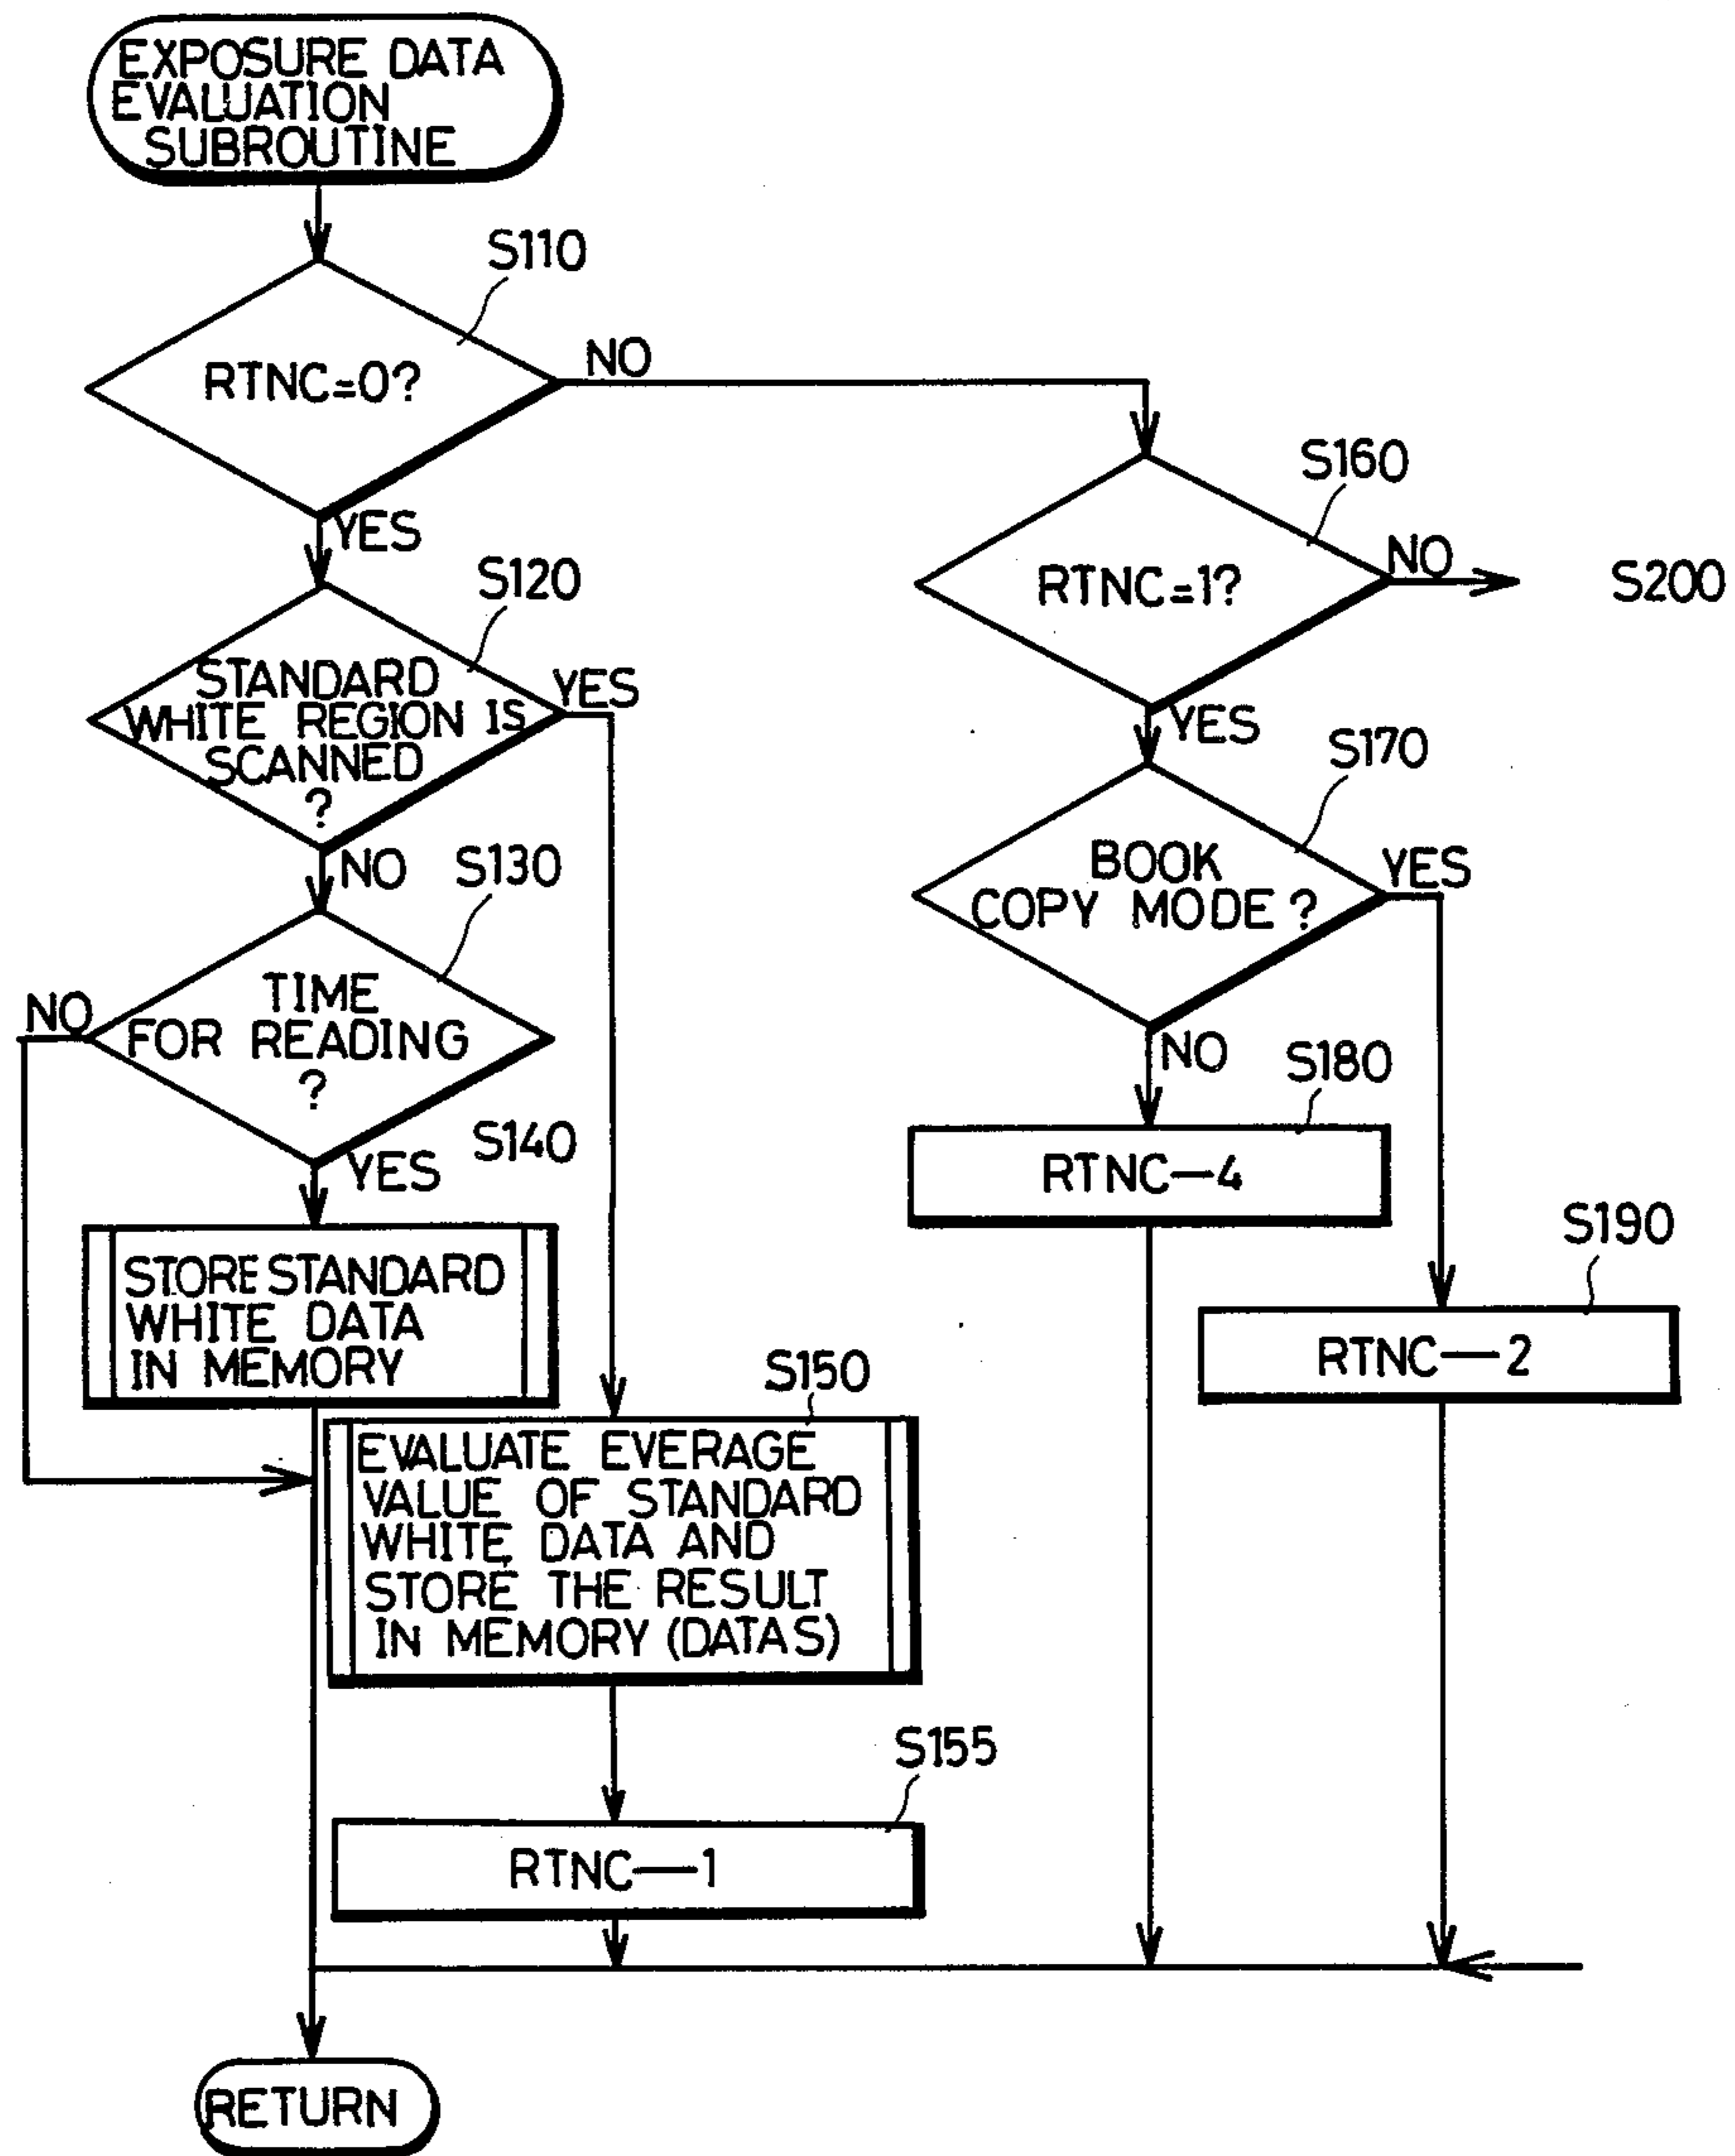 EXPOSURE DATA
EVALUATION
SUBROUTINE
S110
RTNC=0?
NO
YES
S160
RTNC=1?
NO
S200
YES
S120
STANDARD
WHITE REGION IS
SCANNED
?
YES
NO
S130
TIME
FOR READING
?
NO
YES
S140
STORE STANDARD
WHITE DATA
IN MEMORY
S150
EVALUATE EVERAGE
VALUE OF STANDARD
WHITE DATA AND
STORE THE RESULT
IN MEMORY (DATAS)
S155
RTNC—1
S170
BOOK
COPY MODE?
YES
NO
S180
RTNC—4
S190
RTNC—2
RETURN